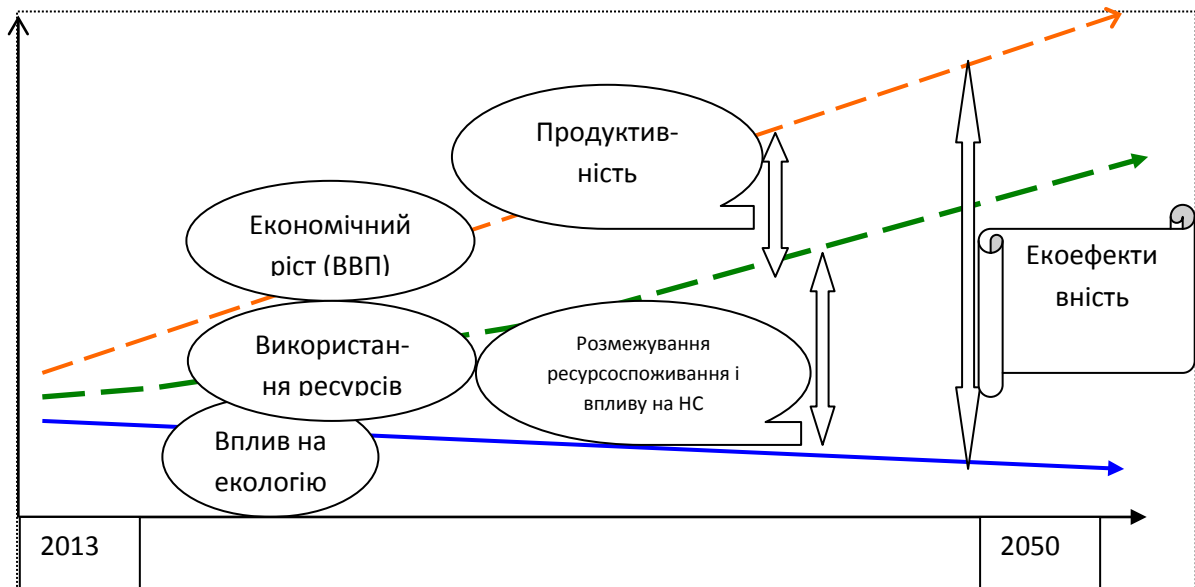 Продуктив-
ність
Економічний
ріст (ВВП)
Екоефекти
вність
Використан-
ня ресурсів
Розмежування
ресурсоспоживання і
впливу на НС
Вплив на
екологію
2013
2050